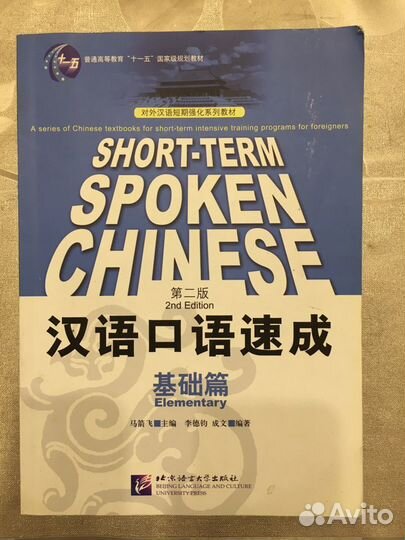 十一五
普通高等教育“十一五”国家级规划教材
对外汉语短期强化系列教材
A series of Chinese textbooks for short-term intensive training programs for foreigners
SHORT-TERM
SPOKEN
CHINESE
第二版
2nd Edition
汉语口语速成
基础篇
Elementary
马箭飞■主编 李德钧 成文■编著
北京语言大学出版社
BEIJING LANGUAGE AND CULTURE
UNIVERSITY PRESS
Avito